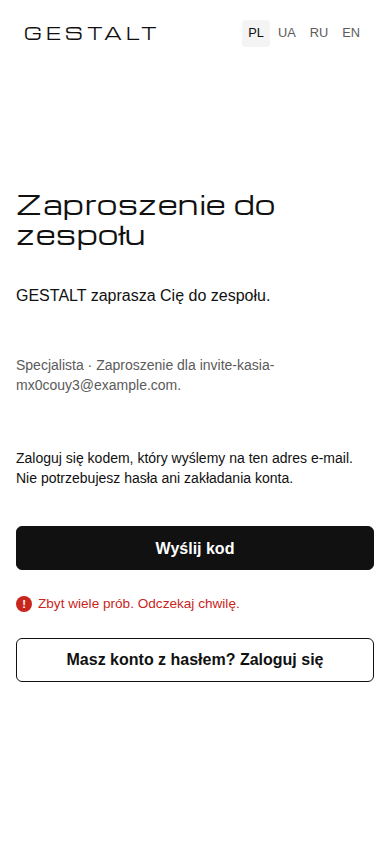 GESTALT
PL UA RU EN
Zaproszenie do
zespołu
GESTALT zaprasza Cię do zespołu.
Specjalista · Zaproszenie dla invite-kasia-
mx0couy3@example.com.
Zaloguj się kodem, który wyślemy na ten adres e-mail.
Nie potrzebujesz hasła ani zakładania konta.
Wyślij kod
! Zbyt wiele prób. Odczekaj chwilę.
Masz konto z hasłem? Zaloguj się